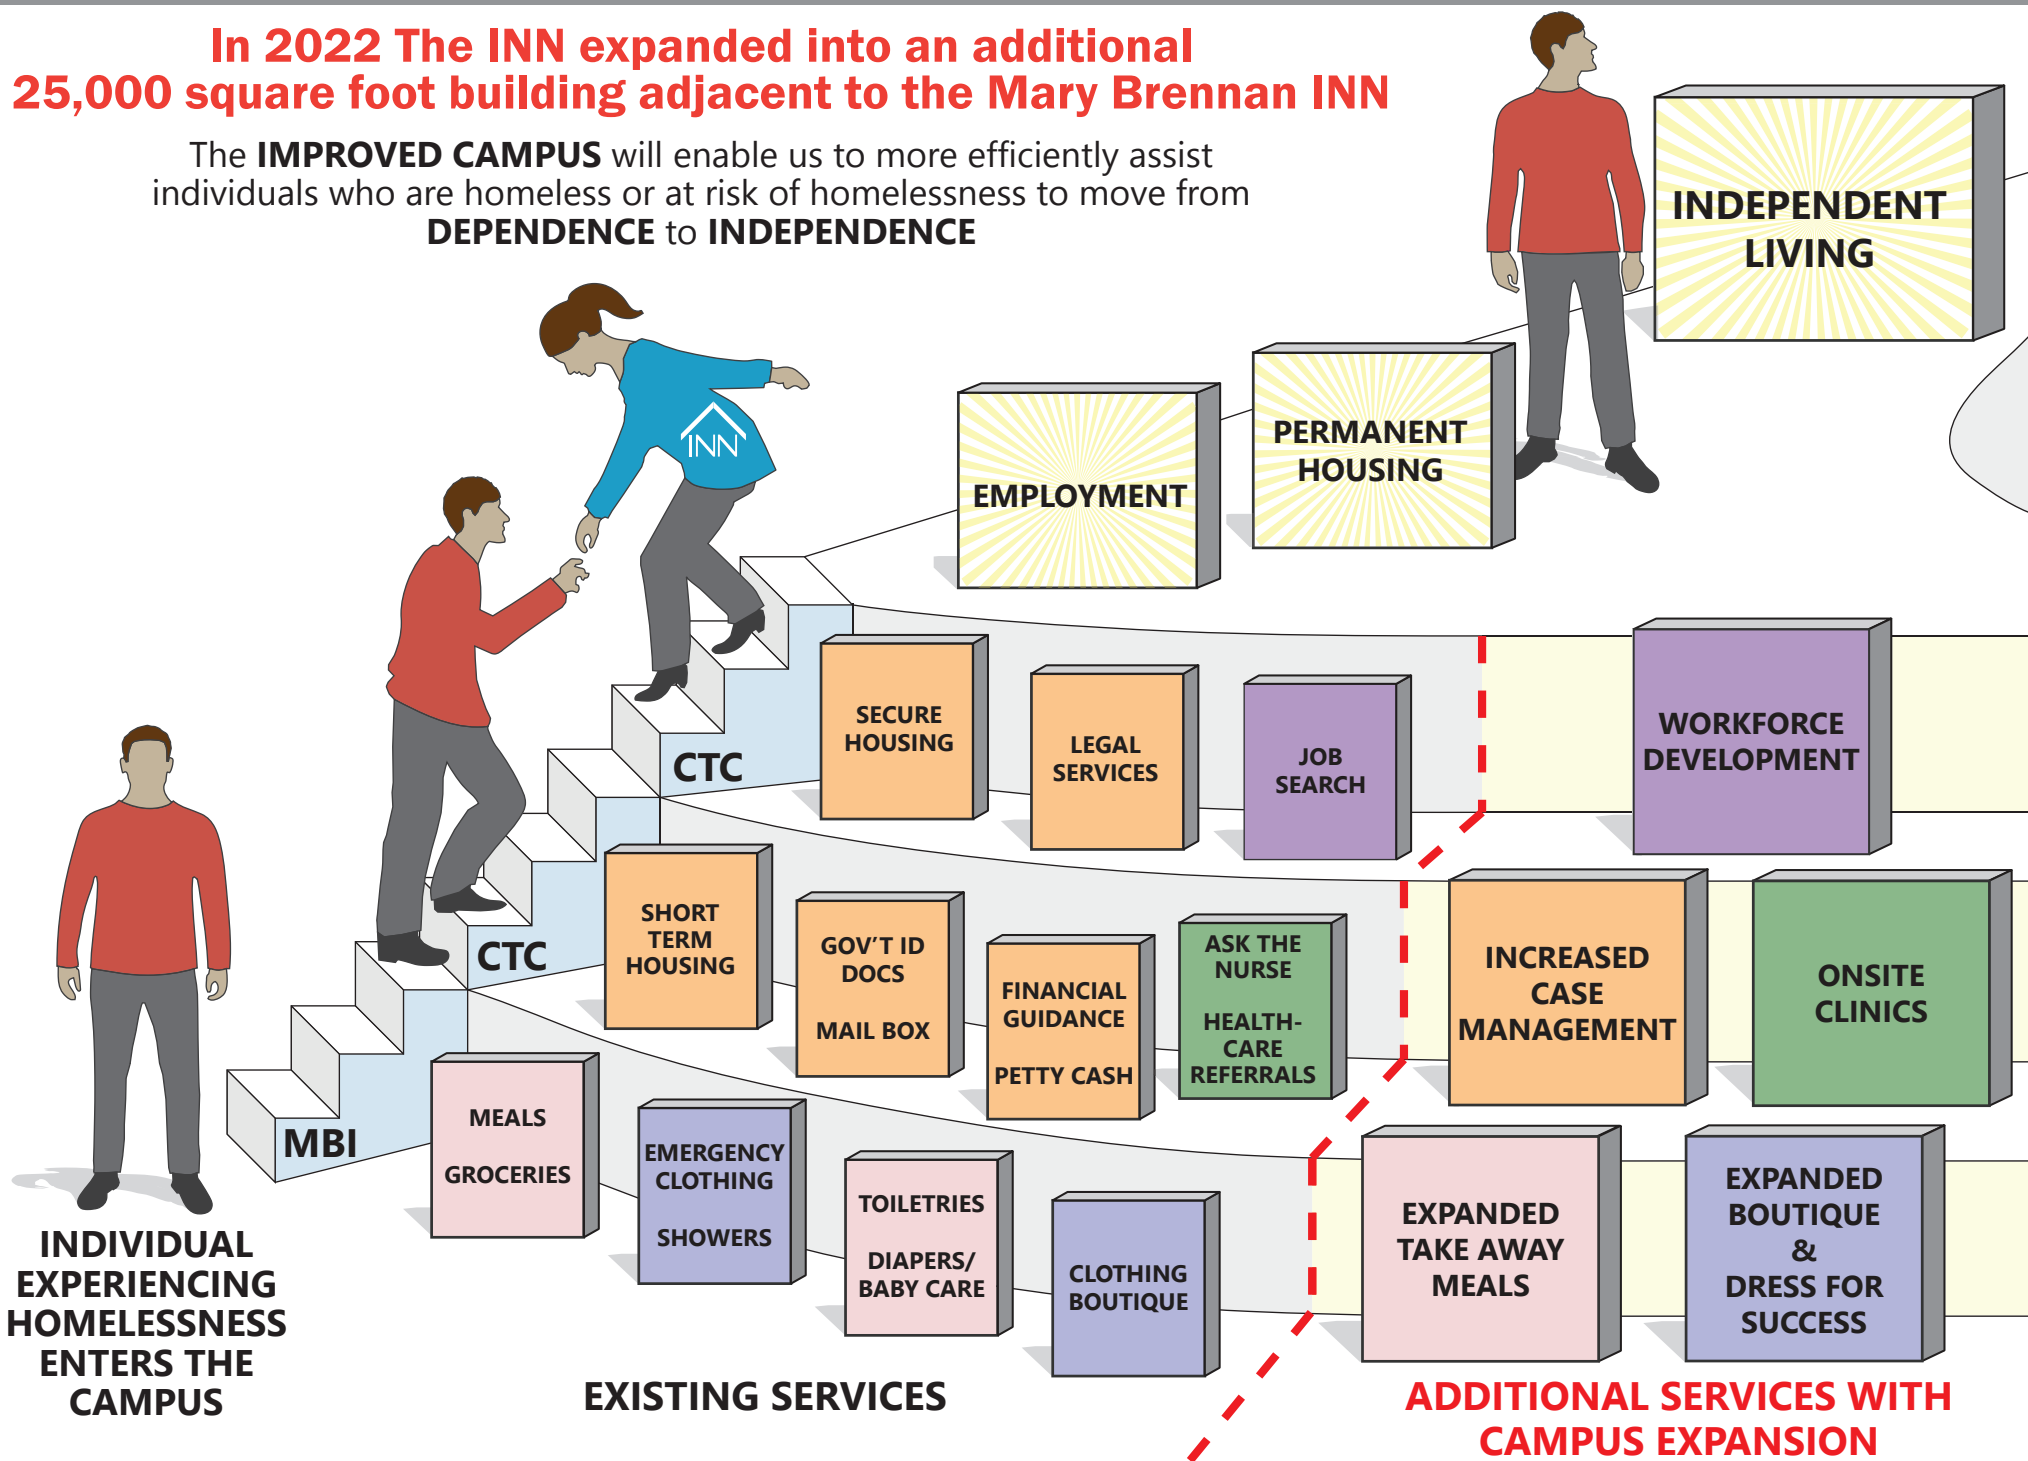 In 2022 The INN expanded into an additional
25,000 square foot building adjacent to the Mary Brennan INN
The IMPROVED CAMPUS will enable us to more efficiently assist
individuals who are homeless or at risk of homelessness to move from
DEPENDENCE to INDEPENDENCE
INDEPENDENT
LIVING
INN
PERMANENT
HOUSING
EMPLOYMENT
CTC
SECURE
HOUSING
LEGAL
SERVICES
JOB
SEARCH
WORKFORCE
DEVELOPMENT
CTC
SHORT
TERM
HOUSING
GOV'T ID
DOCS
MAIL BOX
FINANCIAL
GUIDANCE
PETTY CASH
ASK THE
NURSE
HEALTH-
CARE
REFERRALS
INCREASED
CASE
MANAGEMENT
ONSITE
CLINICS
MBI
MEALS
GROCERIES
EMERGENCY
CLOTHING
SHOWERS
TOILETRIES
DIAPERS/
BABY CARE
CLOTHING
BOUTIQUE
EXPANDED
TAKE AWAY
MEALS
EXPANDED
BOUTIQUE
&
DRESS FOR
SUCCESS
INDIVIDUAL
EXPERIENCING
HOMELESSNESS
ENTERS THE
CAMPUS
EXISTING SERVICES
ADDITIONAL SERVICES WITH
CAMPUS EXPANSION